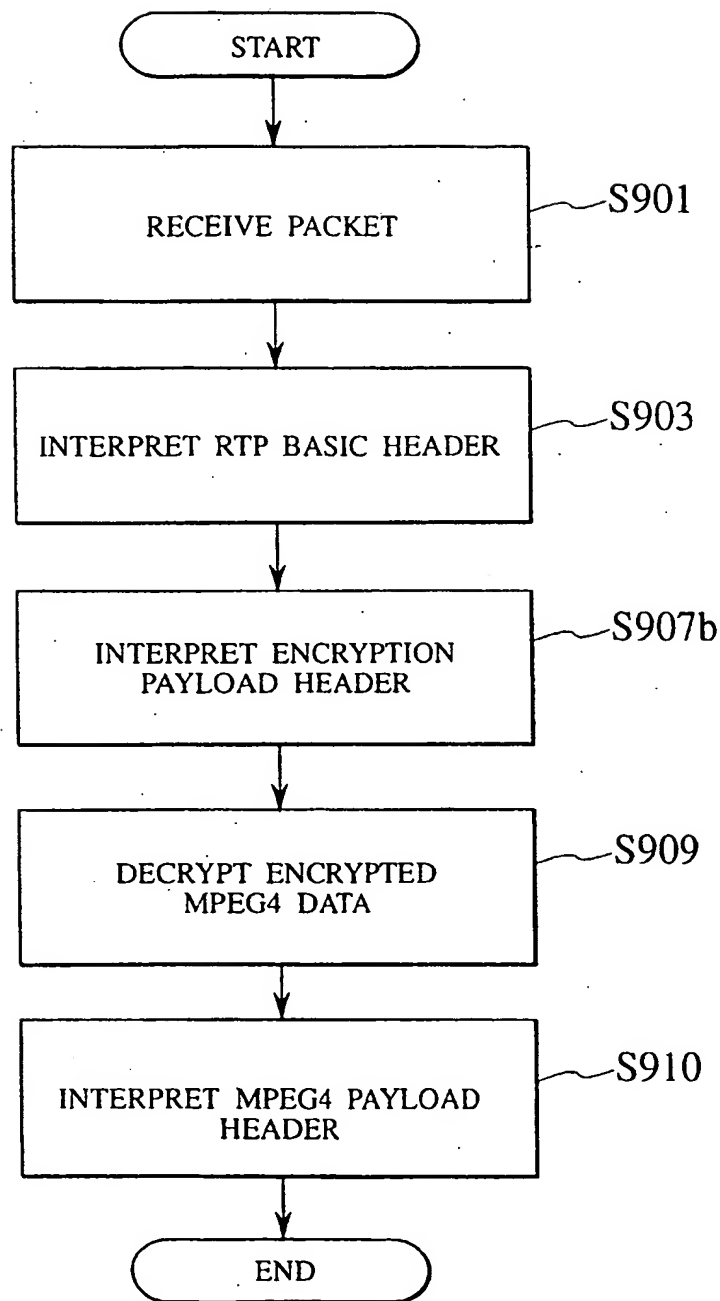 START
RECEIVE PACKET
S901
INTERPRET RTP BASIC HEADER
S903
INTERPRET ENCRYPTION
PAYLOAD HEADER
S907b
DECRYPT ENCRYPTED
MPEG4 DATA
S909
INTERPRET MPEG4 PAYLOAD
HEADER
S910
END